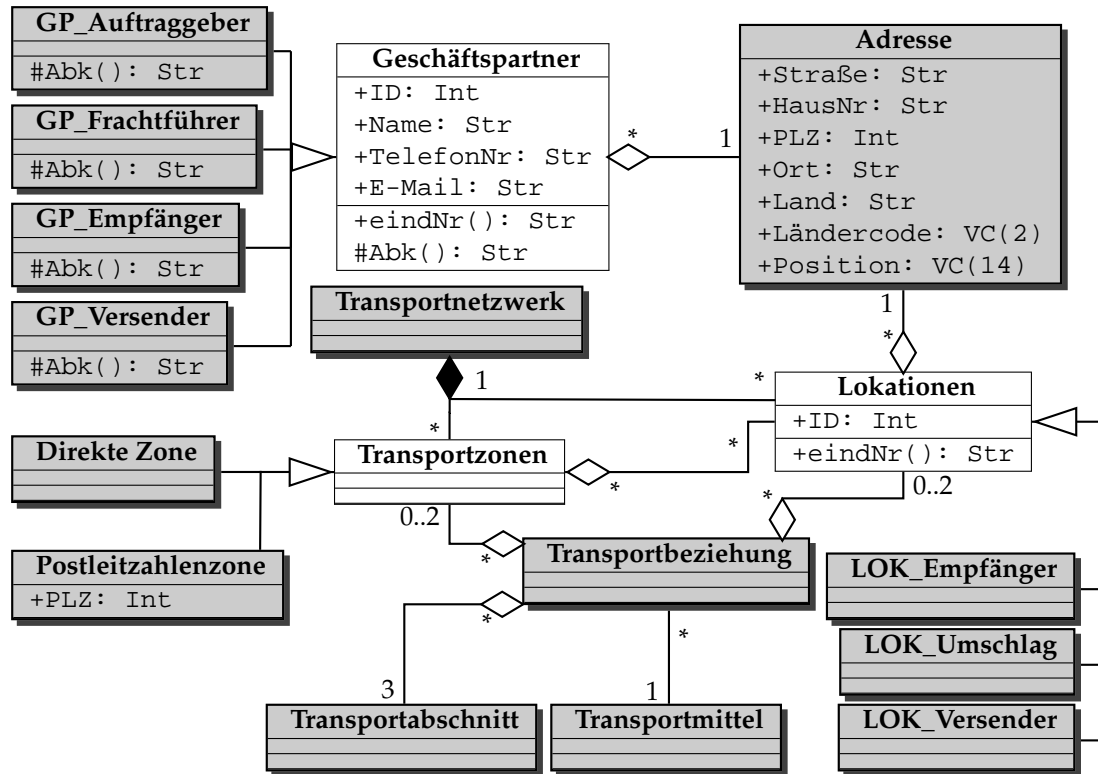 GP_Auftraggeber
#Abk(): Str
GP_Frachtführer
#Abk(): Str
GP_Empfänger
#Abk(): Str
GP_Versender
#Abk(): Str
Geschäftspartner
+ID: Int
+Name: Str
+TelefonNr: Str
+E-Mail: Str
+eindNr(): Str
#Abk(): Str
*
1
Adresse
+Straße: Str
+HausNr: Str
+PLZ: Int
+Ort: Str
+Land: Str
+Ländercode: VC(2)
+Position: VC(14)
1
*
Transportnetzwerk
1
*
*
Lokationen
+ID: Int
+eindNr(): Str
Direkte Zone
Transportzonen
*
*
0..2
*
0..2
*
Postleitzahlenzone
+PLZ: Int
Transportbeziehung
*
*
3
1
Transportabschnitt
Transportmittel
LOK_Empfänger
LOK_Umschlag
LOK_Versender